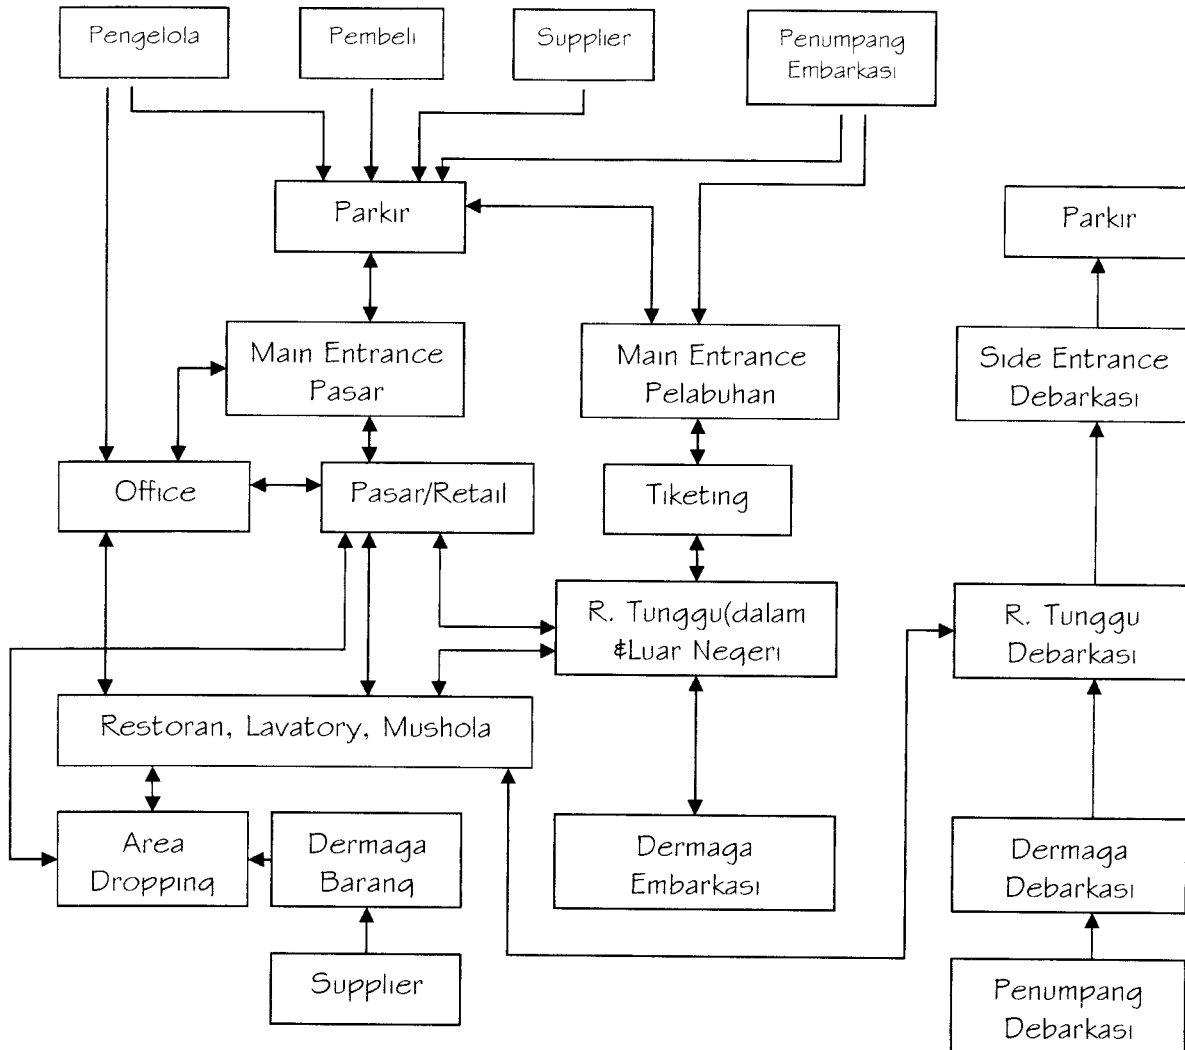 Pengelola
Pembeli
Supplier
Penumpang
Embarkasi
Parkir
Parkir
Main Entrance
Pasar
Main Entrance
Pelabuhan
Side Entrance
Debarkasi
Office
Pasar/Retail
Tiketing
R. Tunggu(dalam
&Luar Negeri
R. Tunggu
Debarkasi
Restoran, Lavatory, Mushola
Area
Dropping
Dermaga
Barang
Dermaga
Embarkasi
Dermaga
Debarkasi
Supplier
Penumpang
Debarkasi